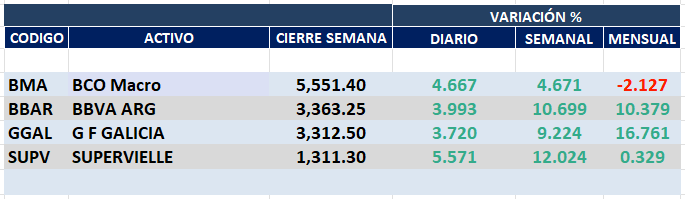 VARIACIÓN %
CODIGO ACTIVO CIERRE SEMANA DIARIO SEMANAL MENSUAL
BMA BCO Macro 5,551.40 4.667 4.671 -2.127
BBAR BBVA ARG 3,363.25 3.993 10.699 10.379
GGAL G F GALICIA 3,312.50 3.720 9.224 16.761
SUPV SUPERVIELLE 1,311.30 5.571 12.024 0.329